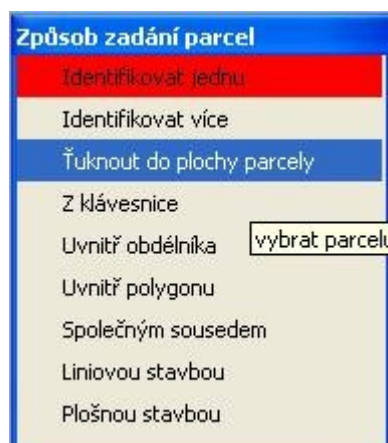 Způsob zadání parcel
Identifikovat jednu
Identifikovat více
Ťuknout do plochy parcely
Z klávesnice
Uvnitř obdélníka
vybrat parcelu
Uvnitř polygonu
Společným sousedem
Liniovou stavbou
Plošnou stavbou